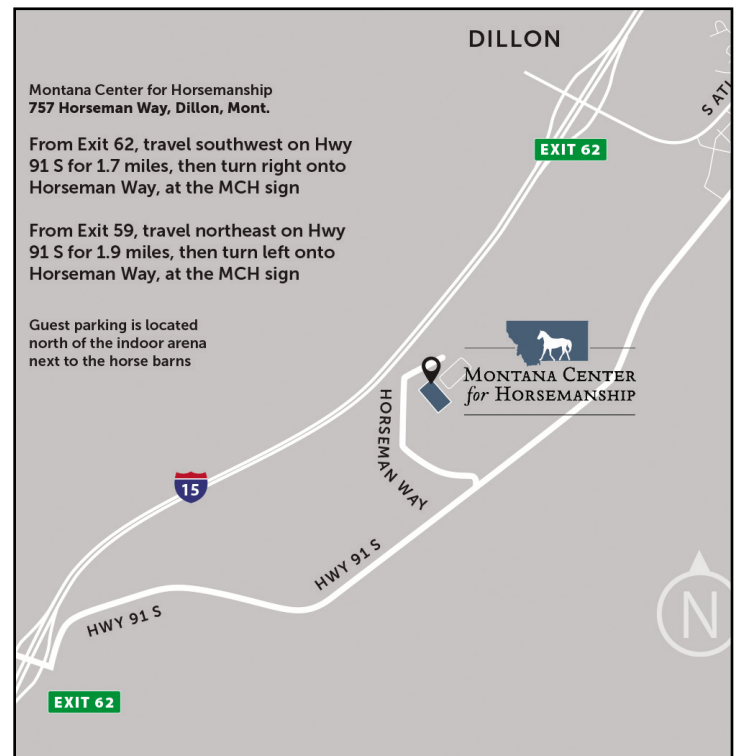 DILLON
Montana Center for Horsemanship
757 Horseman Way, Dillon, Mont.
From Exit 62, travel southwest on Hwy
91 S for 1.7 miles, then turn right onto
Horseman Way, at the MCH sign
From Exit 59, travel northeast on Hwy
91 S for 1.9 miles, then turn left onto
Horseman Way, at the MCH sign
Guest parking is located
north of the indoor arena
next to the horse barns
EXIT 62
MONTANA CENTER
for HORSEMANSHIP
HORSEMAN WAY
15
HWY 91 S
HWY 91 S
EXIT 62
N